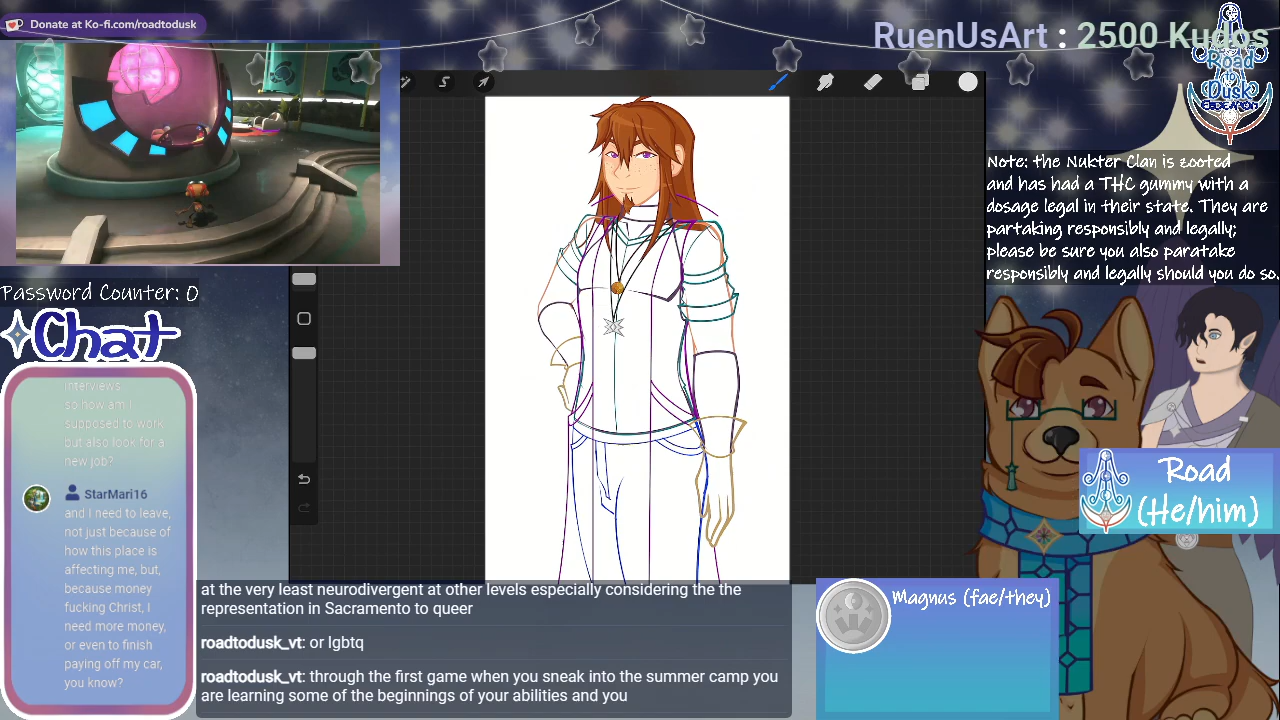 Donate at Ko-fi.com/roadtodusk
RuenUsArt : 2500 Kudos
Road
to
Dusk
Note: the Nukter Clan is zooted
and has had a THC gummy with a
dosage legal in their state. They are
partaking responsibly and legally;
please be sure you also paratake
responsibly and legally should you do so.
Password Counter: 0
Chat
interviews
so how am I
supposed to work
but also look for a
new job?
StarMari16
and I need to leave,
not just because of
how this place is
affecting me, but,
because money
fucking Christ, I
need more money,
or even to finish
paying off my car,
you know?
Road
(He/him)
Magnus (fae/they)
at the very least neurodivergent at other levels especially considering the the
representation in Sacramento to queer
roadtodusk_vt: or lgbtq
roadtodusk_vt: through the first game when you sneak into the summer camp you
are learning some of the beginnings of your abilities and you